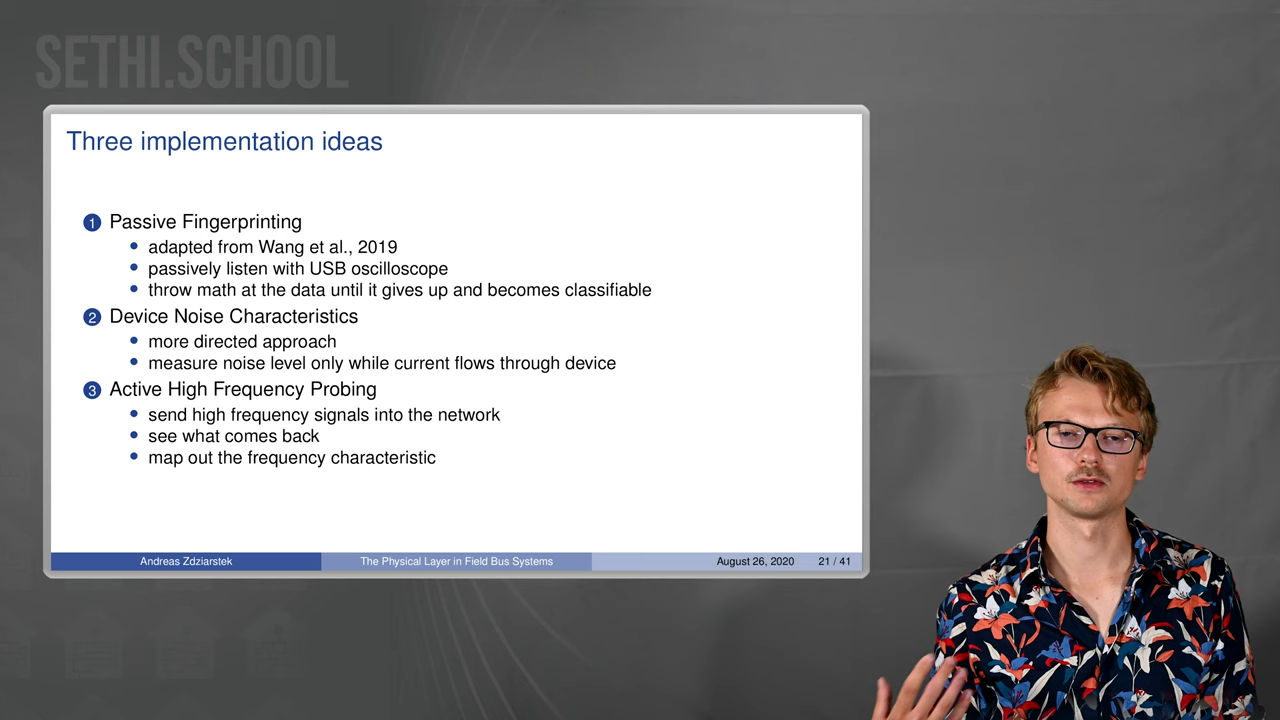 SETHI.SCHOOL
Three implementation ideas
1 Passive Fingerprinting
• adapted from Wang et al., 2019
• passively listen with USB oscilloscope
• throw math at the data until it gives up and becomes classifiable
2 Device Noise Characteristics
• more directed approach
• measure noise level only while current flows through device
3 Active High Frequency Probing
• send high frequency signals into the network
• see what comes back
• map out the frequency characteristic
Andreas Zdziarstek The Physical Layer in Field Bus Systems August 26, 2020 21 / 41